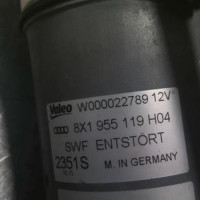 Valeo W000022789 12V
8X1 955 119 H04
SWF ENTSTÖRT
2351S M. IN GERMANY